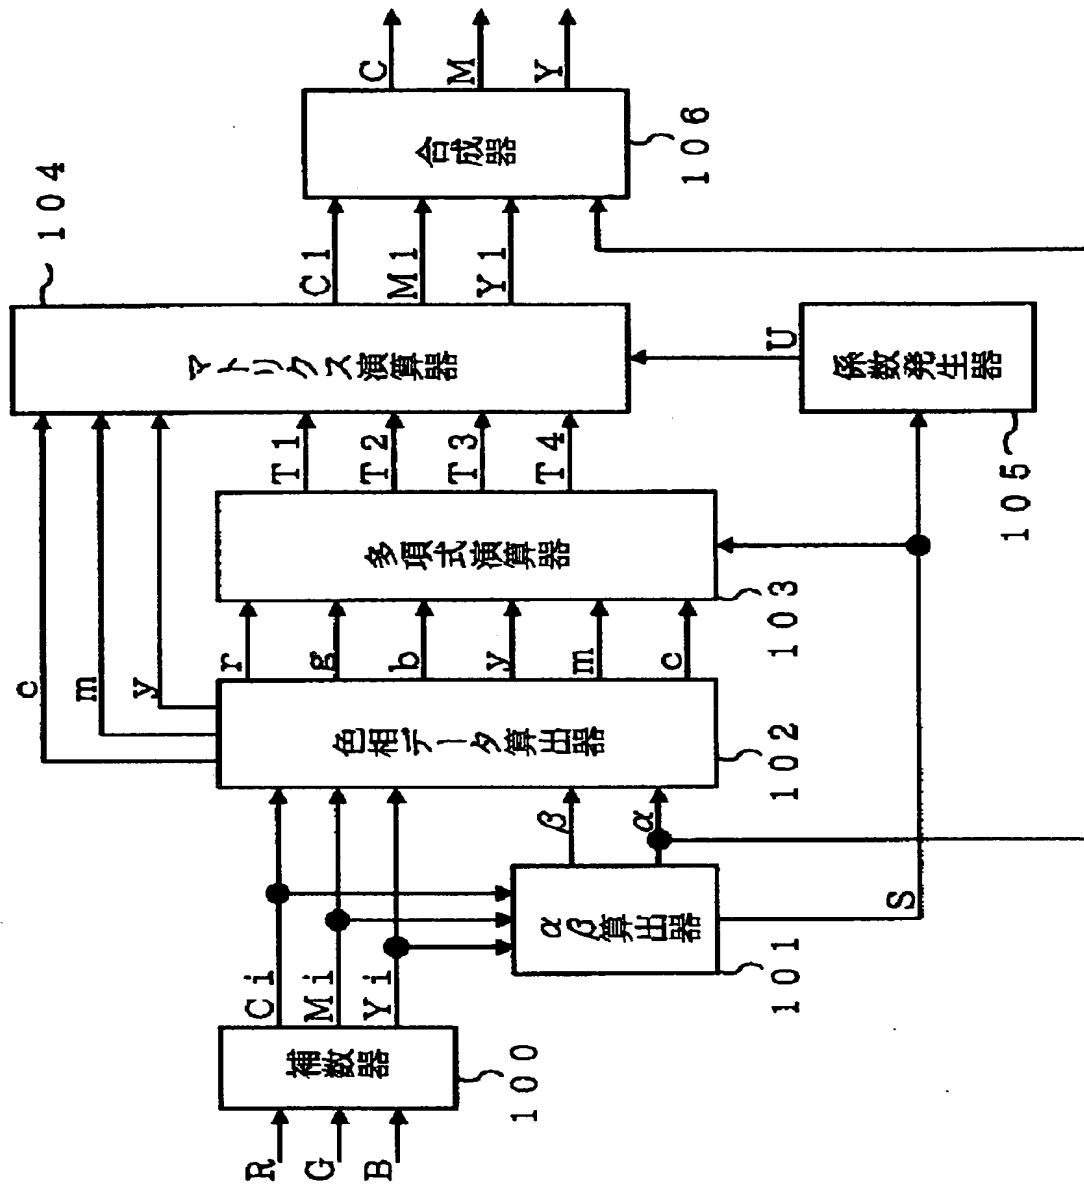 R
G
B
補数器
100
Ci
Mi
Yi
αβ算出器
101
β
α
S
色相データ算出器
102
c
m
y
r
g
b
y
m
c
多項式演算器
103
T1
T2
T3
T4
マトリクス演算器
104
係数発生器
105
U
C1
M1
Y1
合成器
106
C
M
Y